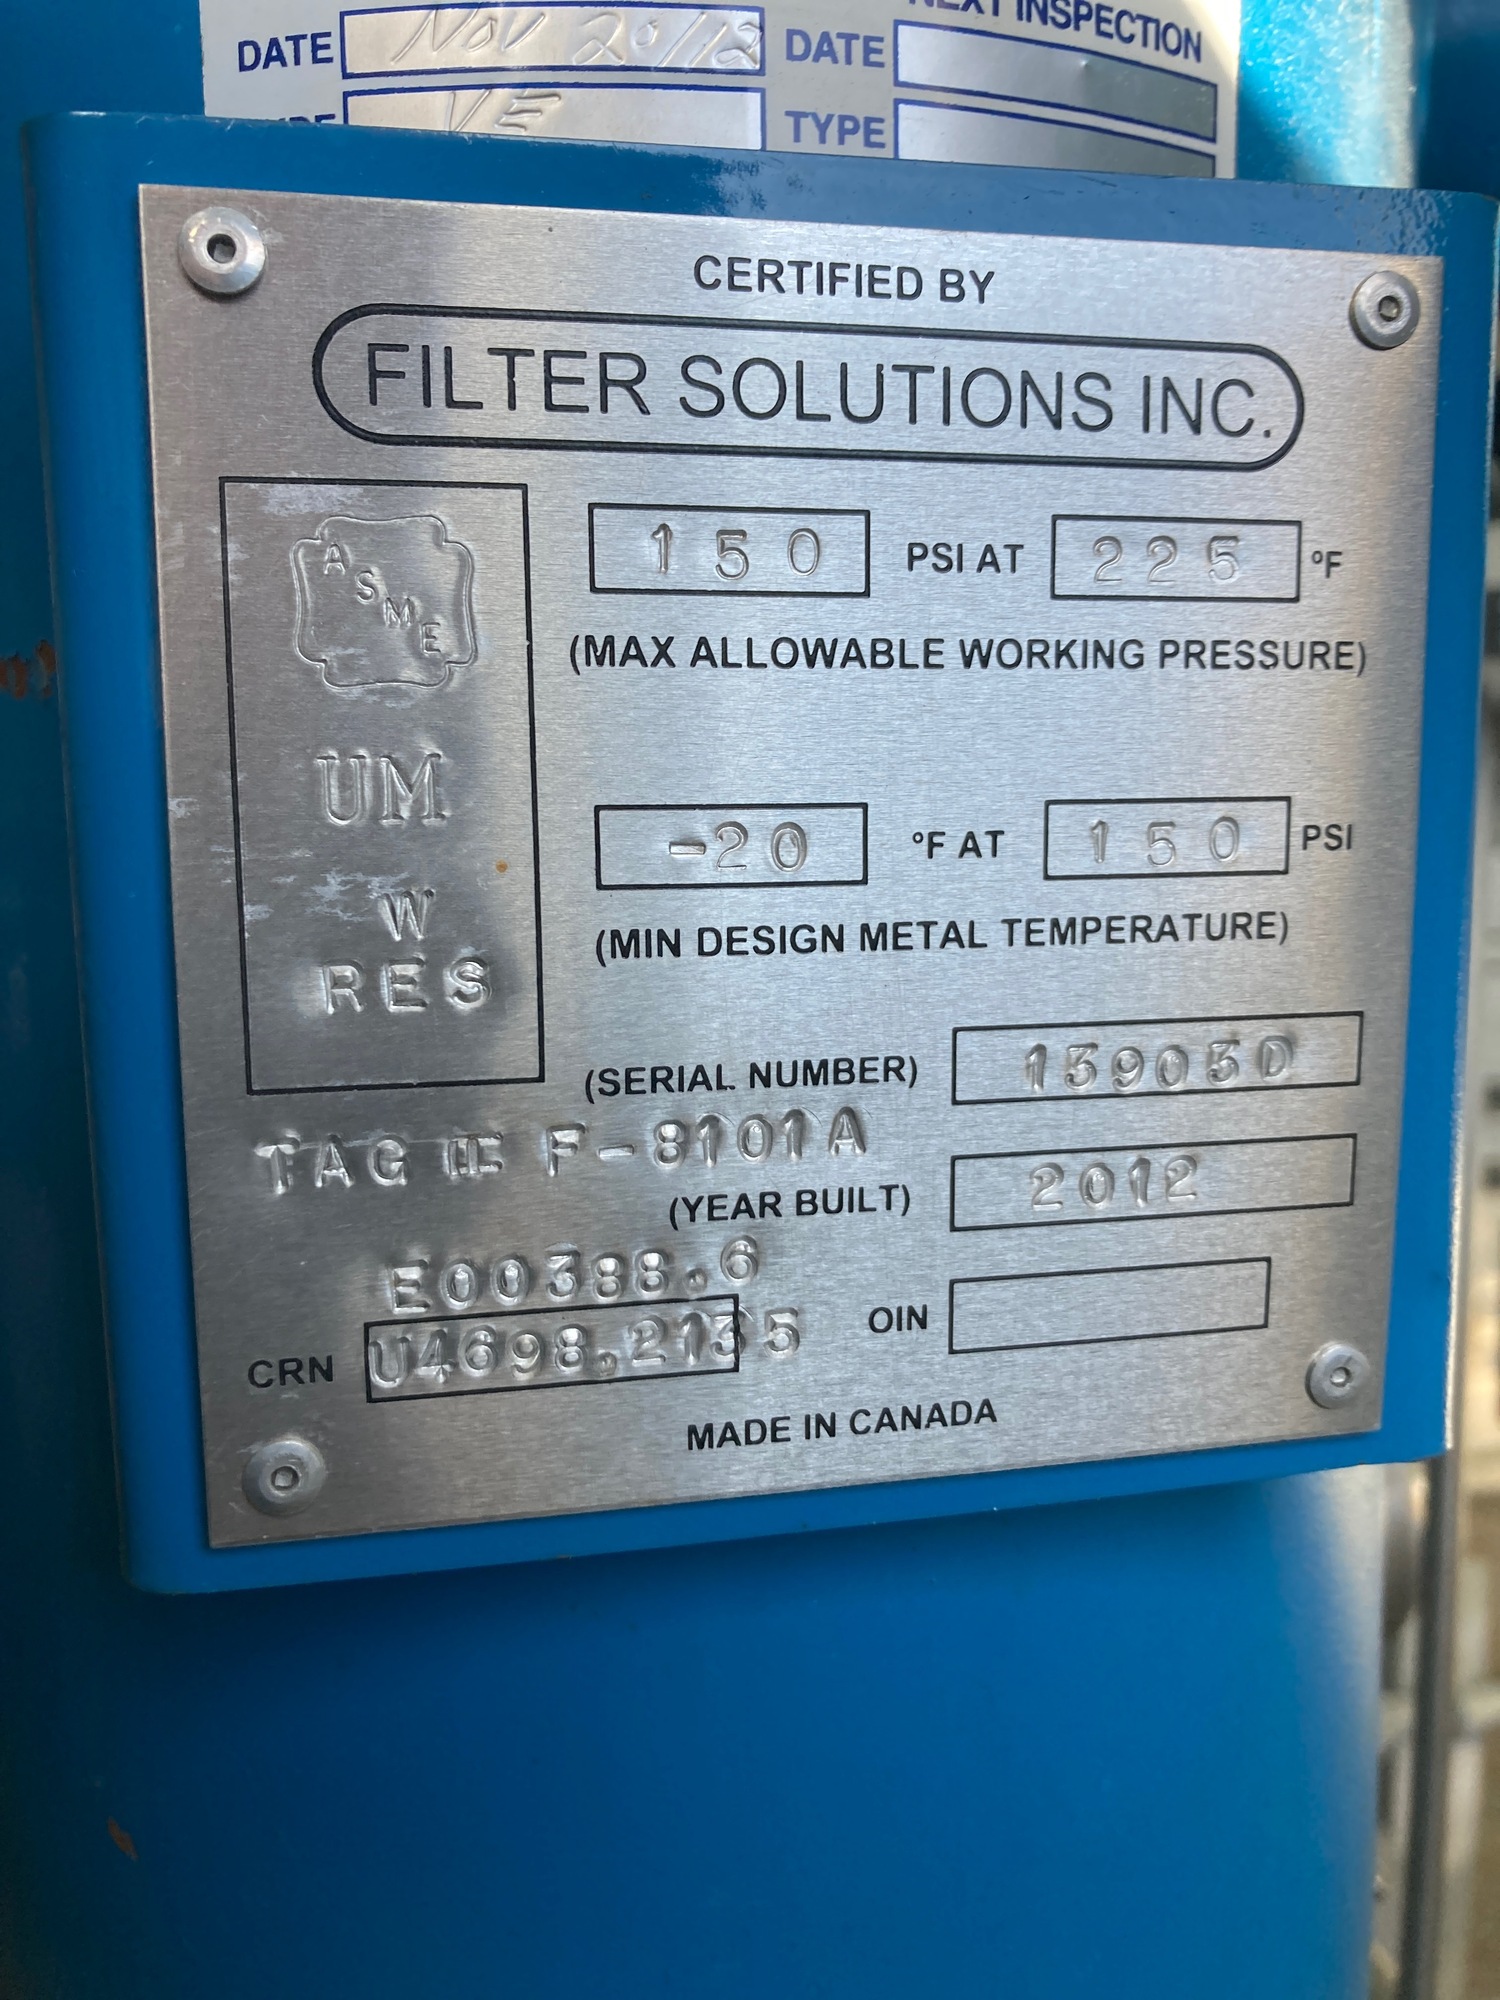 NEXT INSPECTION
DATE Nov 20/12 DATE
VE TYPE
CERTIFIED BY
FILTER SOLUTIONS INC.
ASME
UM
W
RES
150 PSI AT 225 °F
(MAX ALLOWABLE WORKING PRESSURE)
-20 °F AT 150 PSI
(MIN DESIGN METAL TEMPERATURE)
(SERIAL NUMBER) 15905D
TAG # F-8101A
(YEAR BUILT) 2012
E00388.6
CRN U4698.2135
OIN
MADE IN CANADA